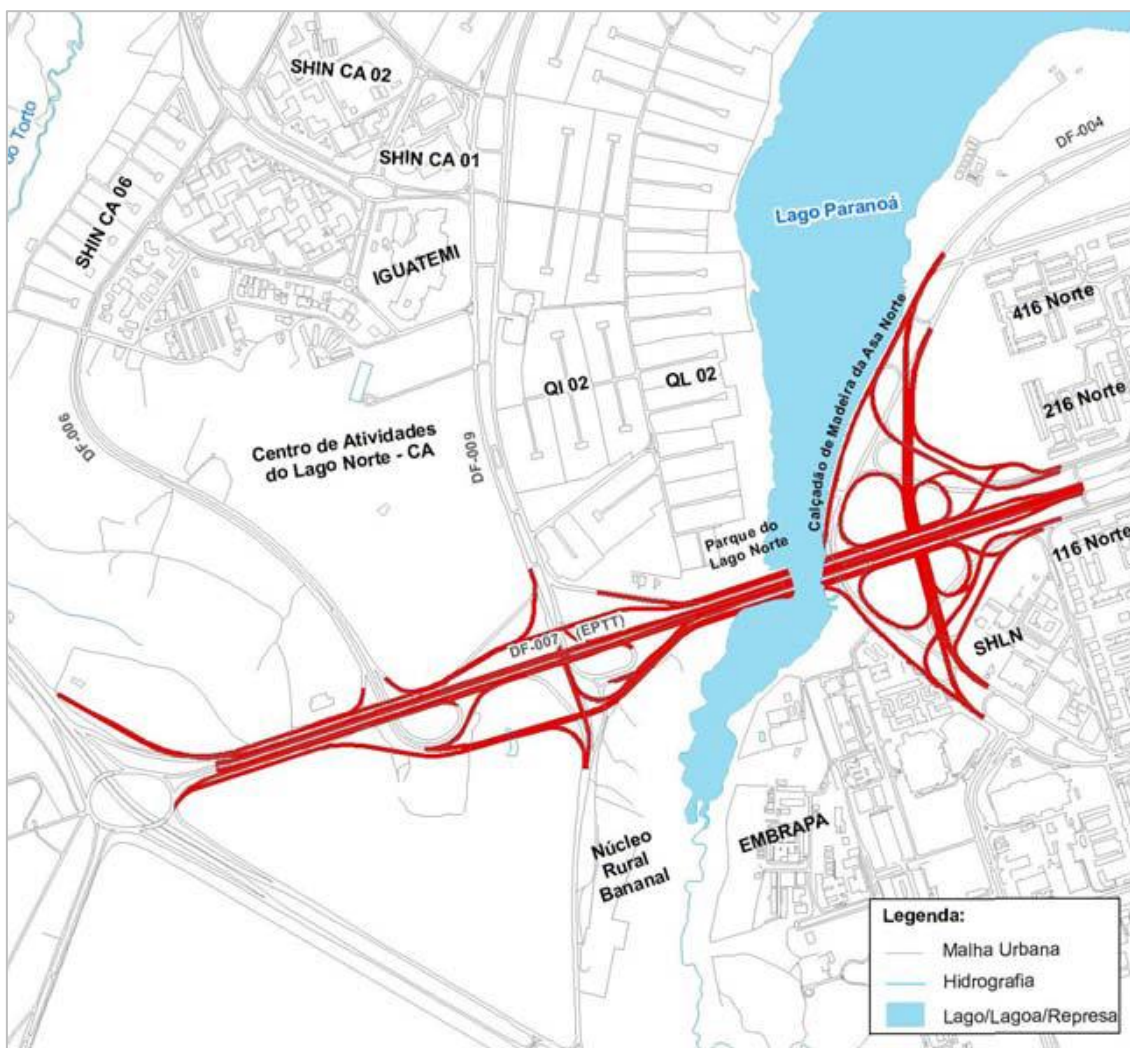 SHIN CA 02
do Torto
SHIN CA 01
DF-004
SHIN CA 06
Lago Paranoá
IGUATEMI
416 Norte
Calçadão de Madeira da Asa Norte
QI 02
QL 02
216 Norte
DF-006
Centro de Atividades
do Lago Norte - CA
DF-009
Parque do
Lago Norte
116 Norte
DF-007
(EPTT)
SHLN
EMBRAPA
Núcleo
Rural
Bananal
Legenda:
Malha Urbana
Hidrografia
Lago/Lagoa/Represa